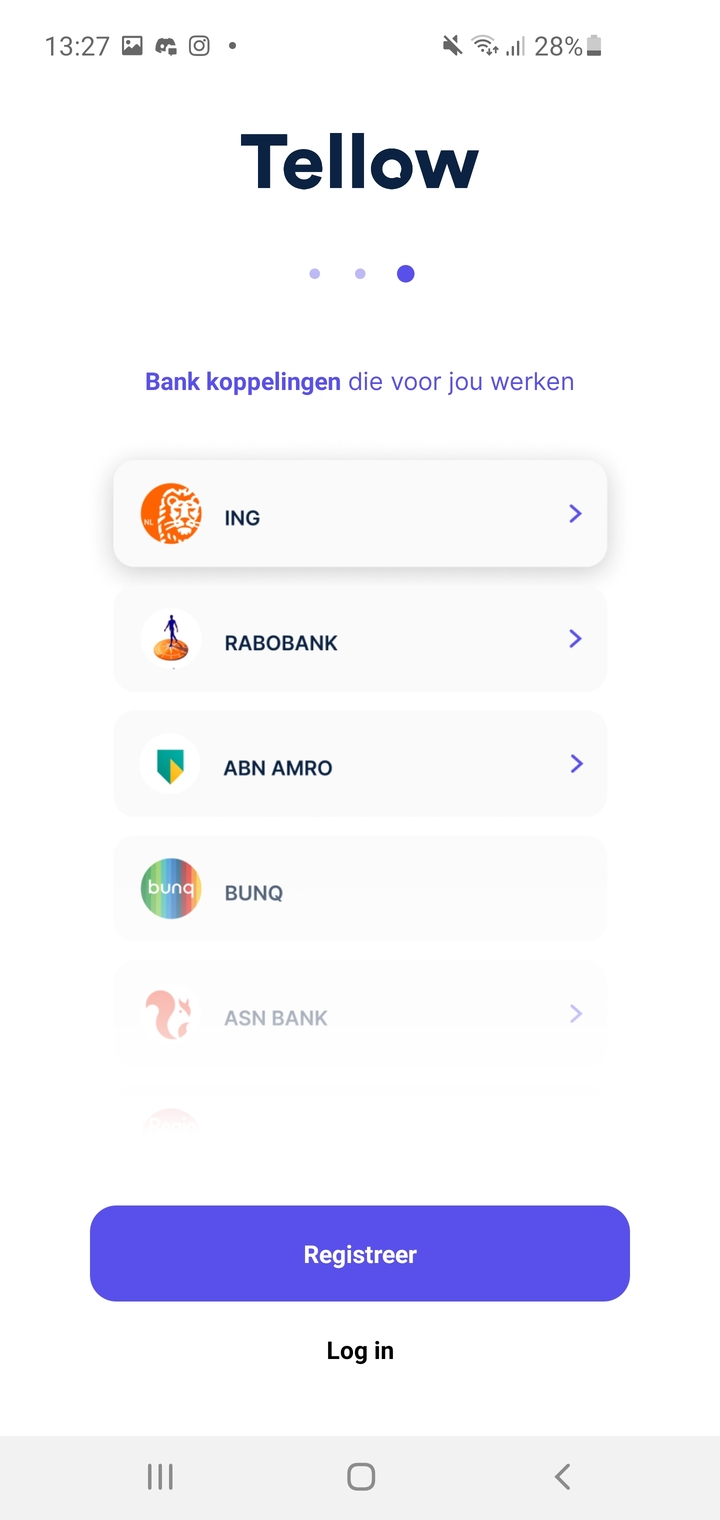 13:27 28%
Tellow
Bank koppelingen die voor jou werken
NL ING
RABOBANK
ABN AMRO
bunq BUNQ
ASN BANK
Registreer
Log in